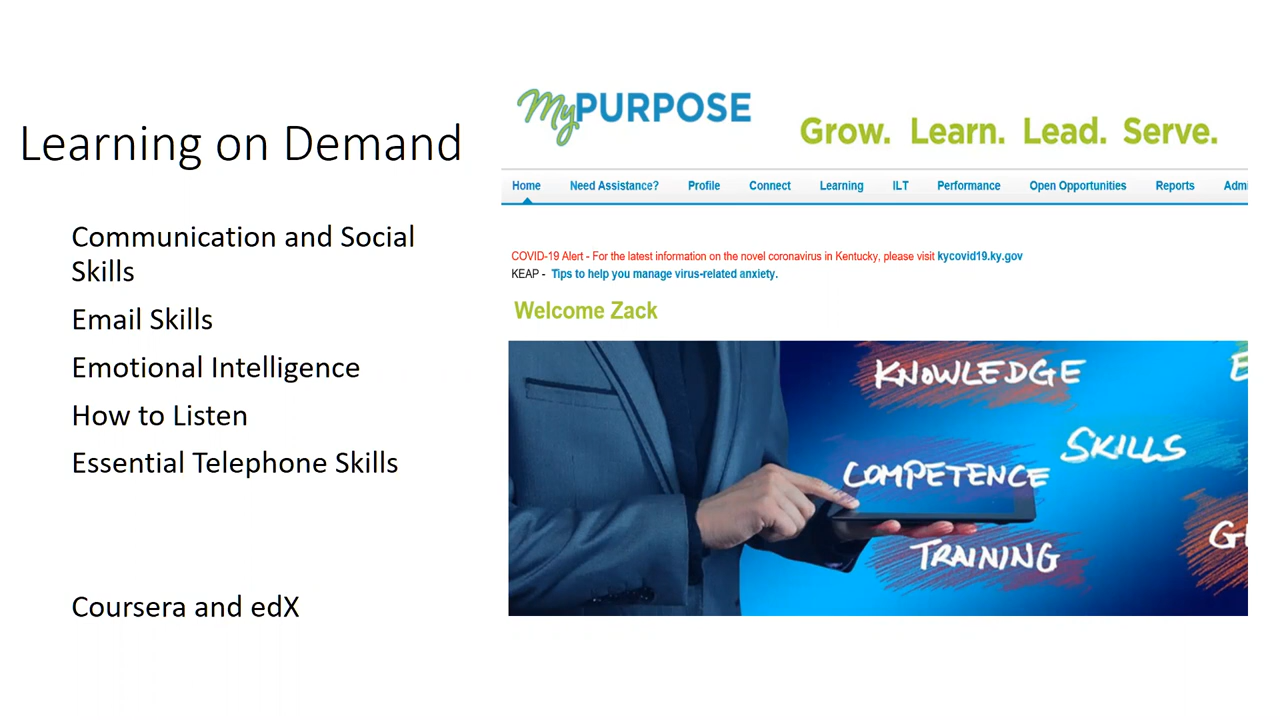 Learning on Demand
Communication and Social
Skills
Email Skills
Emotional Intelligence
How to Listen
Essential Telephone Skills
Coursera and edX
MyPURPOSE
Grow. Learn. Lead. Serve.
Home Need Assistance? Profile Connect Learning ILT Performance Open Opportunities Reports
COVID-19 Alert - For the latest information on the novel coronavirus in Kentucky, please visit kycovid19.ky.gov
KEAP - Tips to help you manage virus-related anxiety.
Welcome Zack
KNOWLEDGE
SKILLS
COMPETENCE
TRAINING